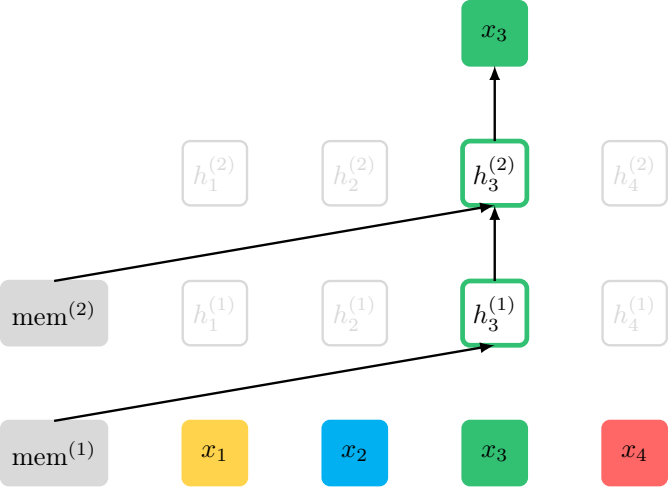 x₃
h₁⁽²⁾ h₂⁽²⁾ h₃⁽²⁾ h₄⁽²⁾
mem⁽²⁾ h₁⁽¹⁾ h₂⁽¹⁾ h₃⁽¹⁾ h₄⁽¹⁾
mem⁽¹⁾ x₁ x₂ x₃ x₄